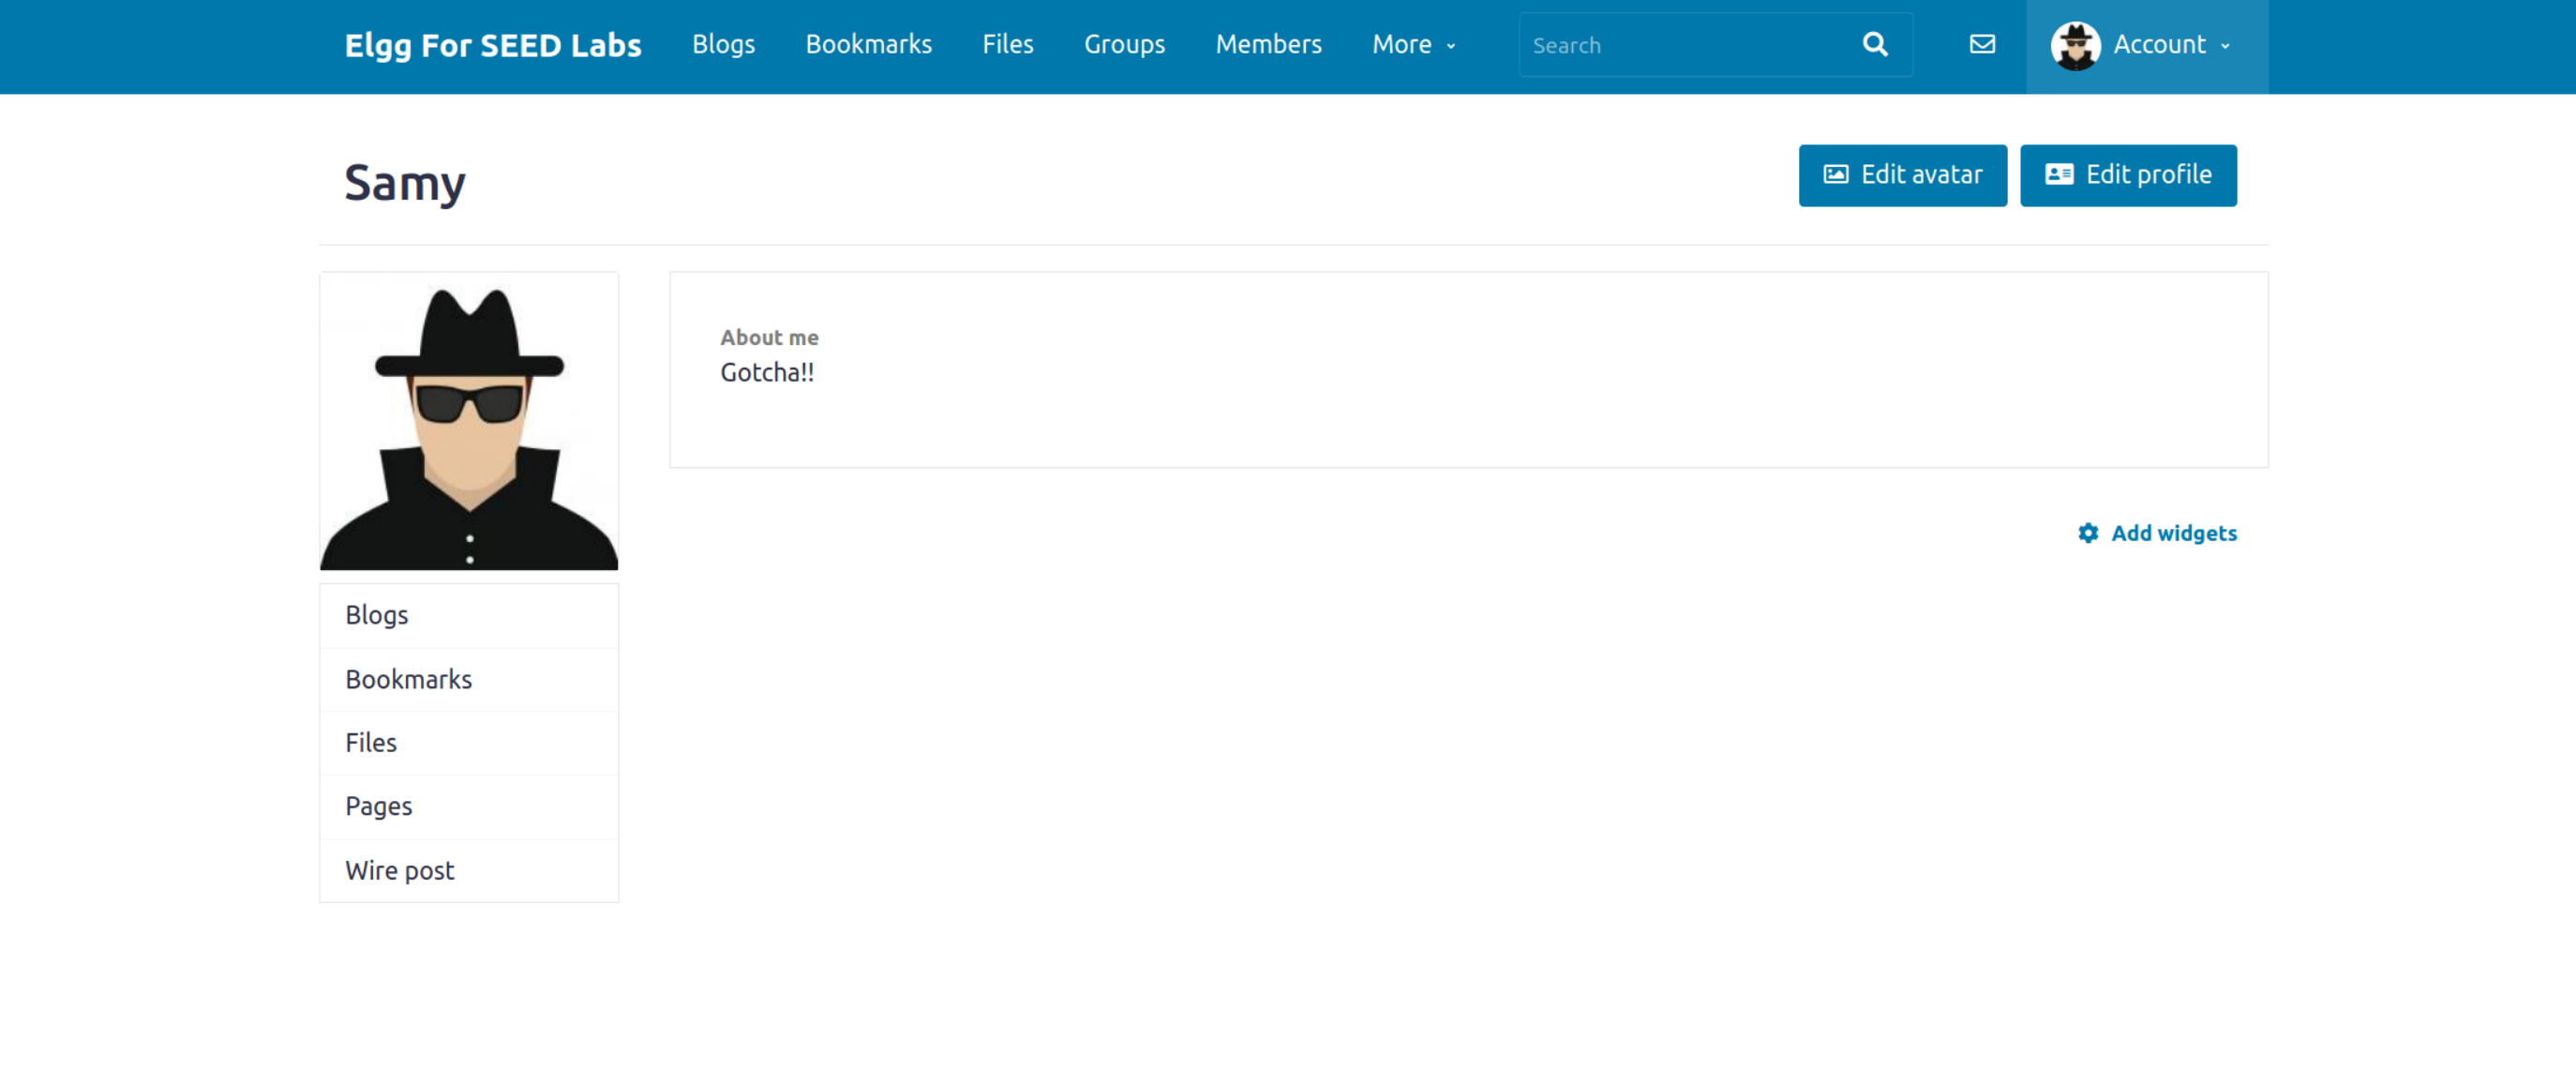 Elgg For SEED Labs Blogs Bookmarks Files Groups Members More Search Account
Samy Edit avatar Edit profile
About me
Gotcha!!
Add widgets
Blogs
Bookmarks
Files
Pages
Wire post